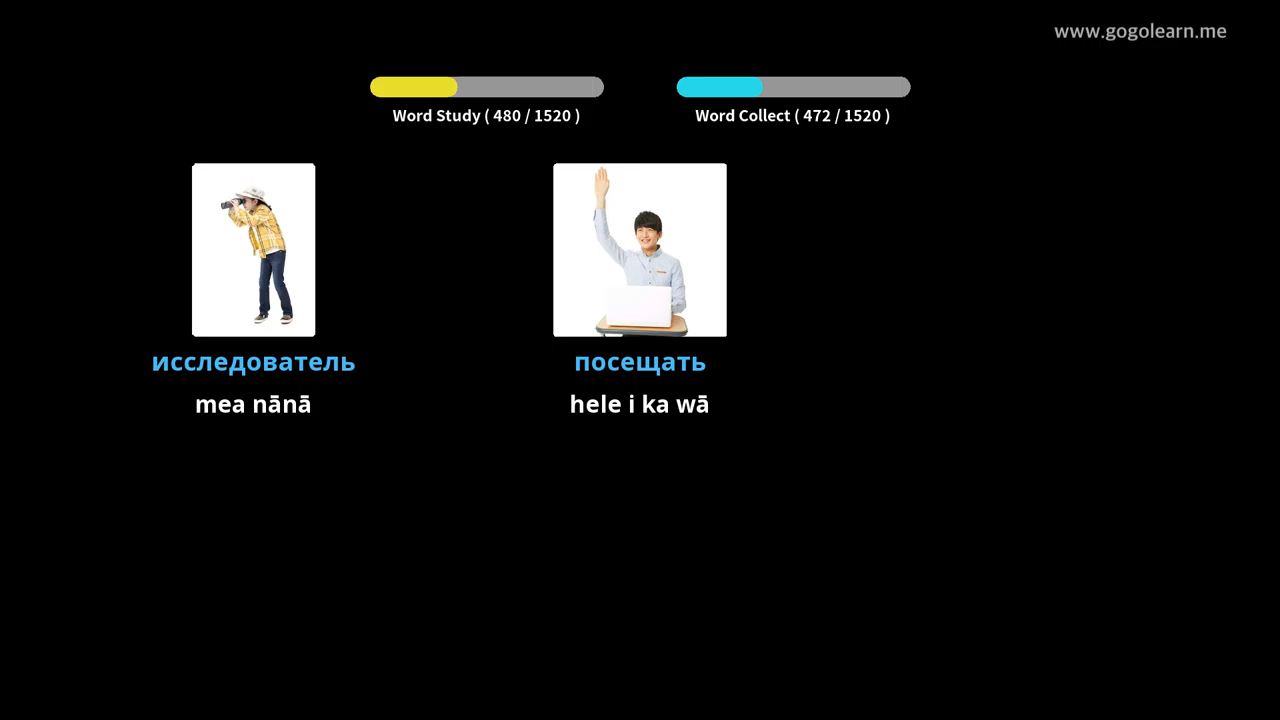 www.gogolearn.me
Word Study ( 480 / 1520 )
Word Collect ( 472 / 1520 )
исследователь
mea nānā
посещать
hele i ka wā